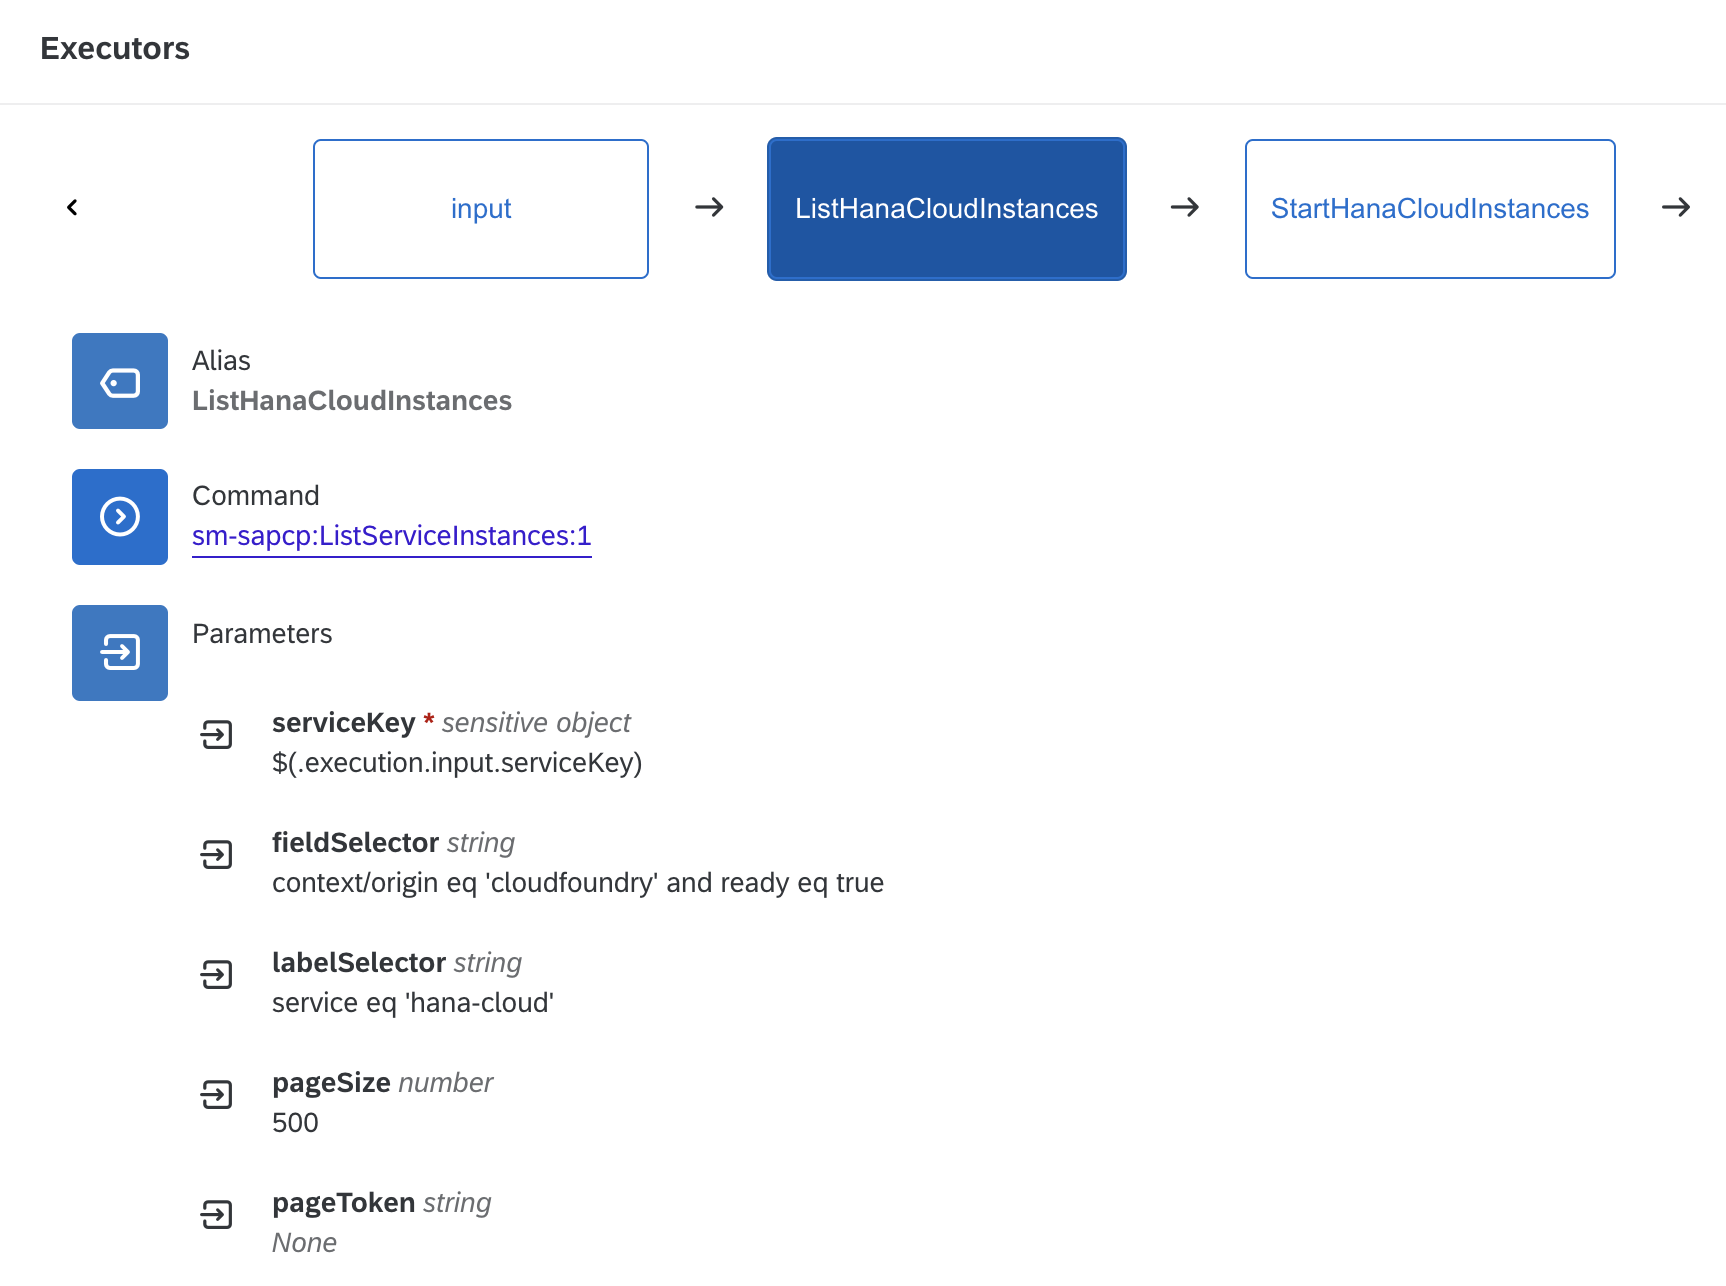 Executors
input
ListHanaCloudInstances
StartHanaCloudInstances
Alias
ListHanaCloudInstances
Command
sm-sapcp:ListServiceInstances:1
Parameters
serviceKey * sensitive object
$(.execution.input.serviceKey)
fieldSelector string
context/origin eq 'cloudfoundry' and ready eq true
labelSelector string
service eq 'hana-cloud'
pageSize number
500
pageToken string
None